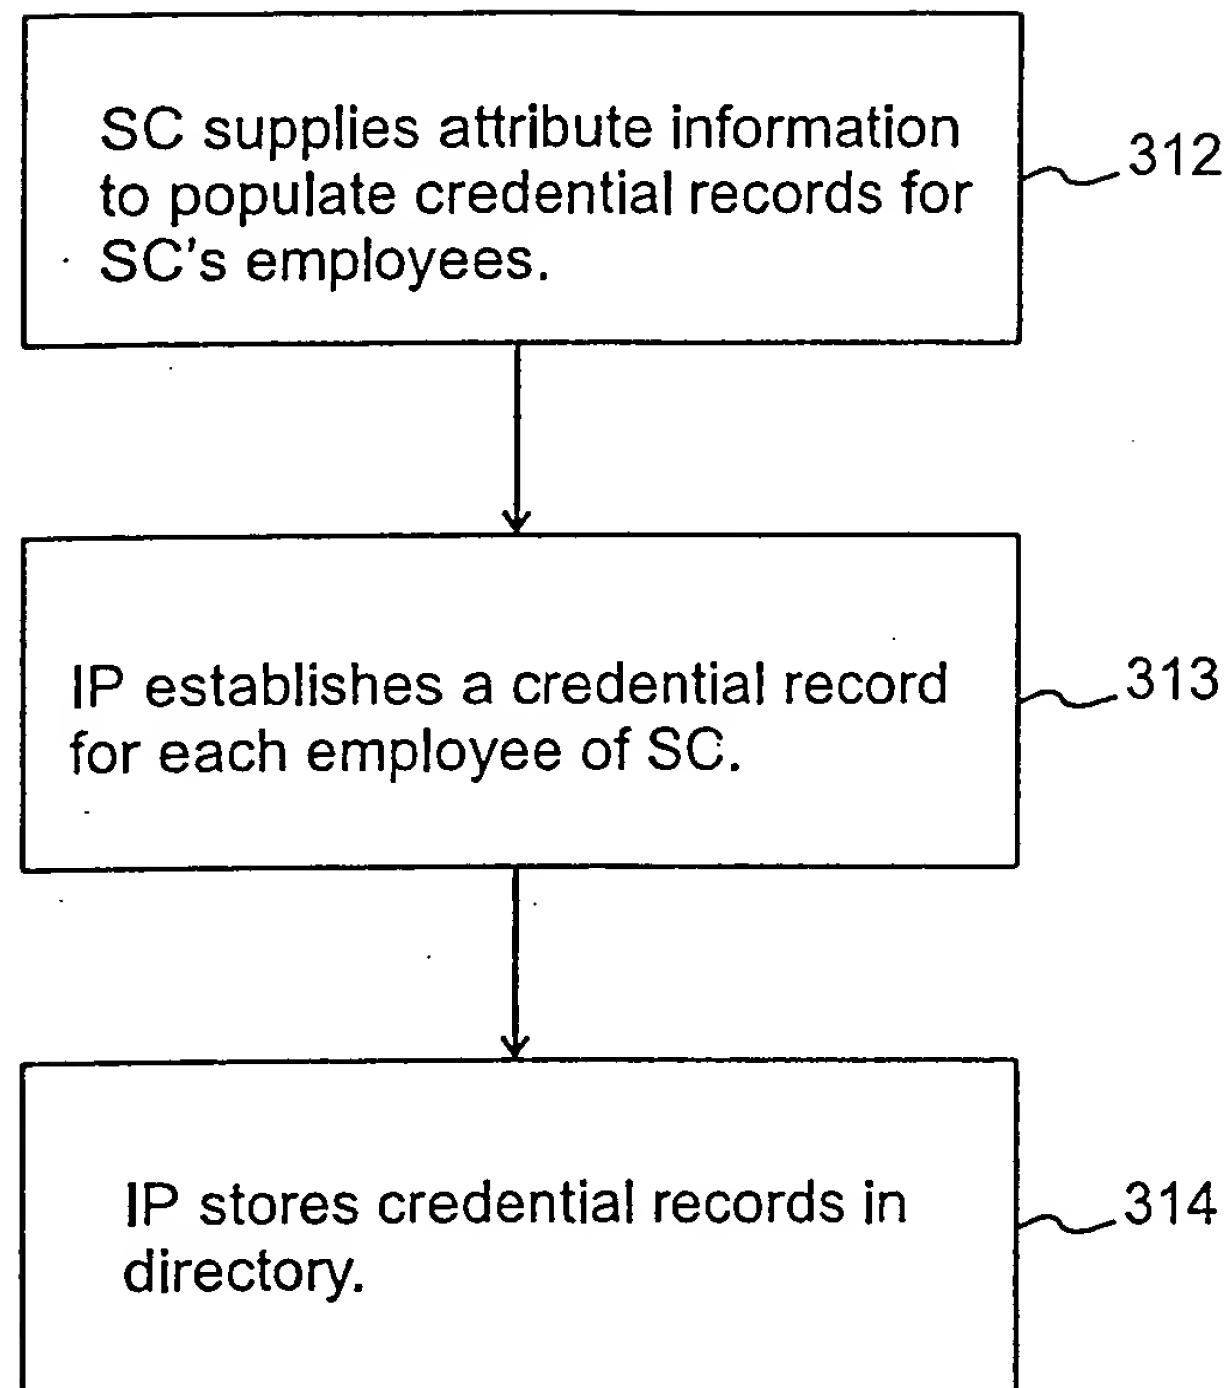 SC supplies attribute information
to populate credential records for
SC's employees.
312
IP establishes a credential record
for each employee of SC.
313
IP stores credential records in
directory.
314